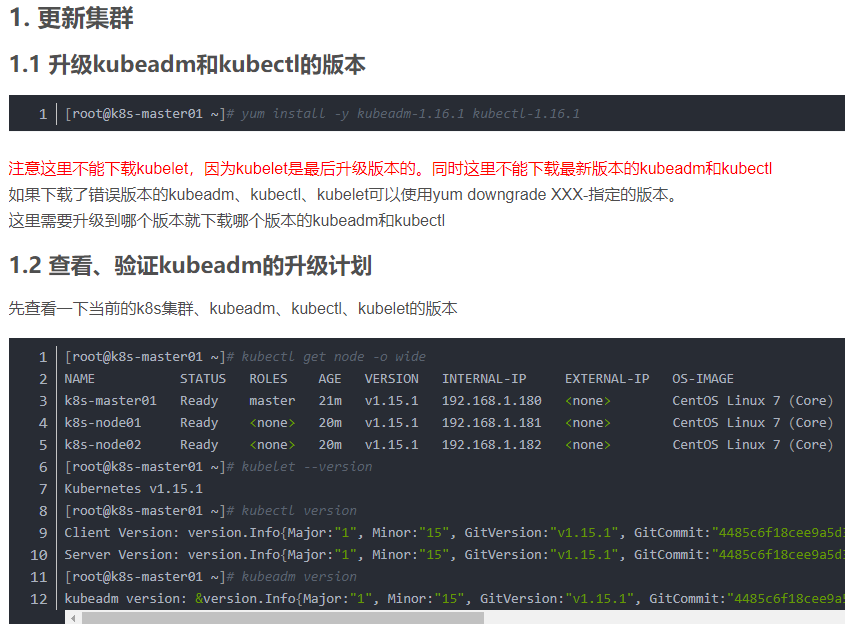 1. 更新集群
1.1 升级kubeadm和kubectl的版本
1 [root@k8s-master01 ~]# yum install -y kubeadm-1.16.1 kubectl-1.16.1
注意这里不能下载kubelet，因为kubelet是最后升级版本的。同时这里不能下载最新版本的kubeadm和kubectl
如果下载了错误版本的kubeadm、kubectl、kubelet可以使用yum downgrade XXX-指定的版本。
这里需要升级到哪个版本就下载哪个版本的kubeadm和kubectl
1.2 查看、验证kubeadm的升级计划
先查看一下当前的k8s集群、kubeadm、kubectl、kubelet的版本
1 [root@k8s-master01 ~]# kubectl get node -o wide
2 NAME STATUS ROLES AGE VERSION INTERNAL-IP EXTERNAL-IP OS-IMAGE
3 k8s-master01 Ready master 21m v1.15.1 192.168.1.180 <none> CentOS Linux 7 (Core)
4 k8s-node01 Ready <none> 20m v1.15.1 192.168.1.181 <none> CentOS Linux 7 (Core)
5 k8s-node02 Ready <none> 20m v1.15.1 192.168.1.182 <none> CentOS Linux 7 (Core)
6 [root@k8s-master01 ~]# kubelet --version
7 Kubernetes v1.15.1
8 [root@k8s-master01 ~]# kubectl version
9 Client Version: version.Info{Major:"1", Minor:"15", GitVersion:"v1.15.1", GitCommit:"4485c6f18cee9a5d
10 Server Version: version.Info{Major:"1", Minor:"15", GitVersion:"v1.15.1", GitCommit:"4485c6f18cee9a5d
11 [root@k8s-master01 ~]# kubeadm version
12 kubeadm version: &version.Info{Major:"1", Minor:"15", GitVersion:"v1.15.1", GitCommit:"4485c6f18cee9a